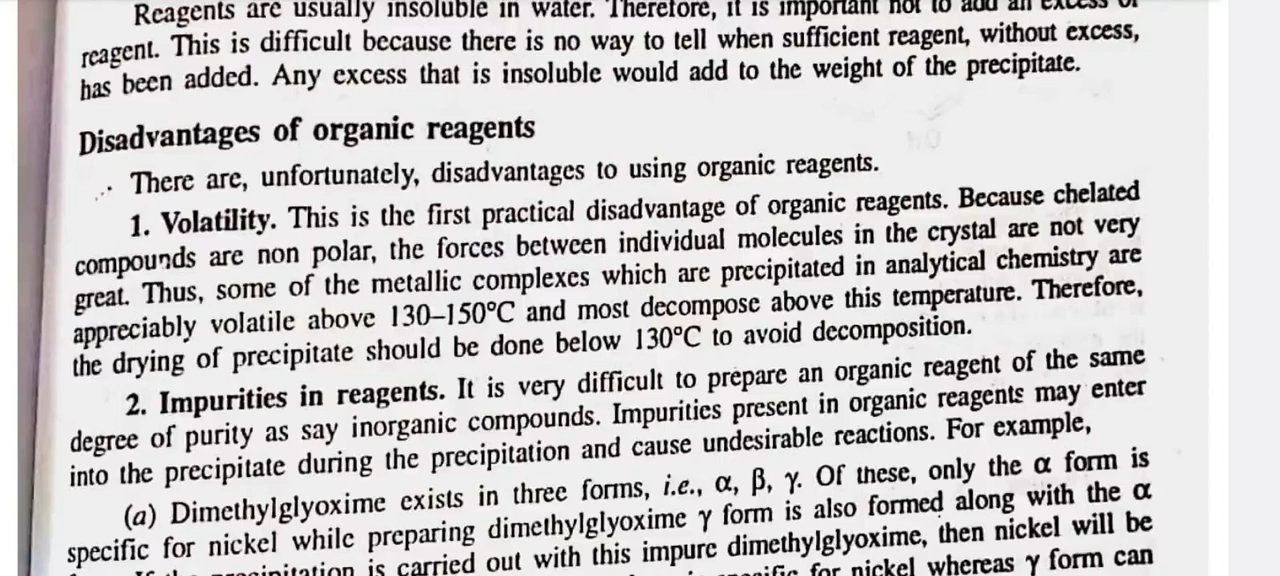 Reagents are usually insoluble in water. Therefore, it is important not to add an excess of
reagent. This is difficult because there is no way to tell when sufficient reagent, without excess,
has been added. Any excess that is insoluble would add to the weight of the precipitate.
Disadvantages of organic reagents
There are, unfortunately, disadvantages to using organic reagents.
1. Volatility. This is the first practical disadvantage of organic reagents. Because chelated
compounds are non polar, the forces between individual molecules in the crystal are not very
great. Thus, some of the metallic complexes which are precipitated in analytical chemistry are
appreciably volatile above 130–150°C and most decompose above this temperature. Therefore,
the drying of precipitate should be done below 130°C to avoid decomposition.
2. Impurities in reagents. It is very difficult to prepare an organic reagent of the same
degree of purity as say inorganic compounds. Impurities present in organic reagents may enter
into the precipitate during the precipitation and cause undesirable reactions. For example,
(a) Dimethylglyoxime exists in three forms, i.e., α, β, γ. Of these, only the α form is
specific for nickel while preparing dimethylglyoxime γ form is also formed along with the α
is carried out with this impure dimethylglyoxime, then nickel will be
for nickel whereas γ form can